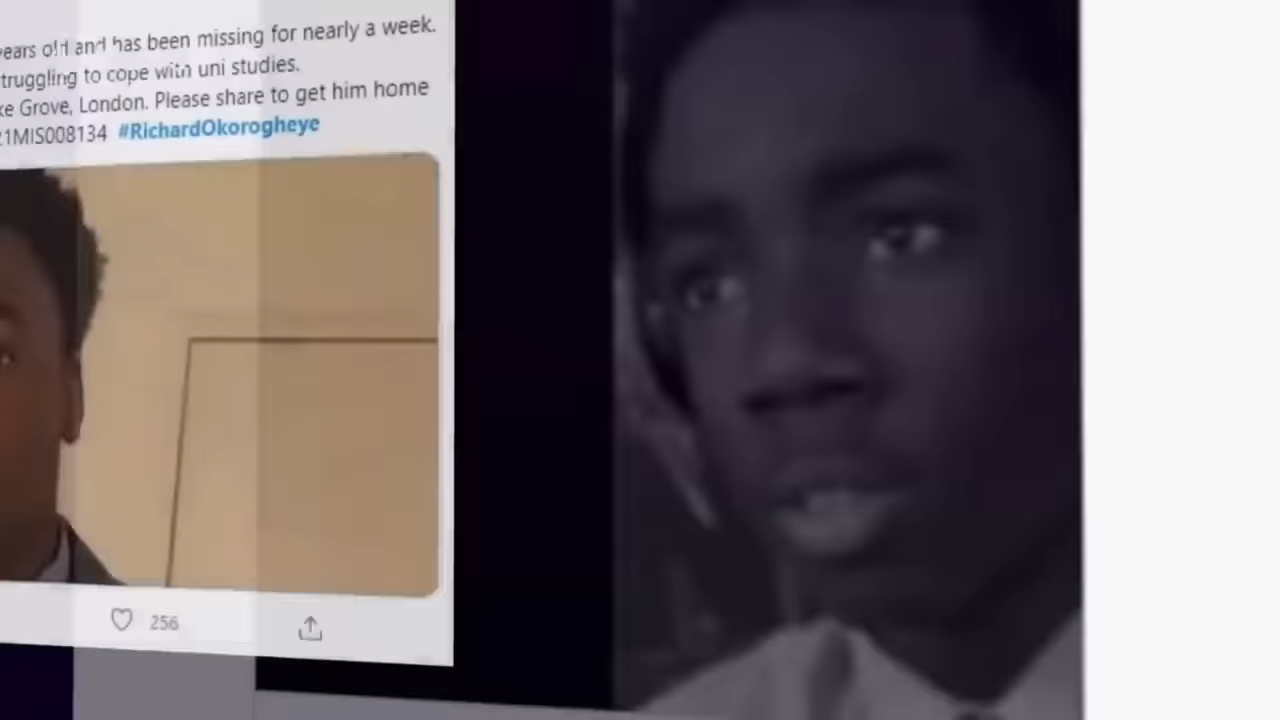 years old and has been missing for nearly a week.
truggling to cope with uni studies.
ke Grove, London. Please share to get him home
21MIS008134 #RichardOkorogheye
256